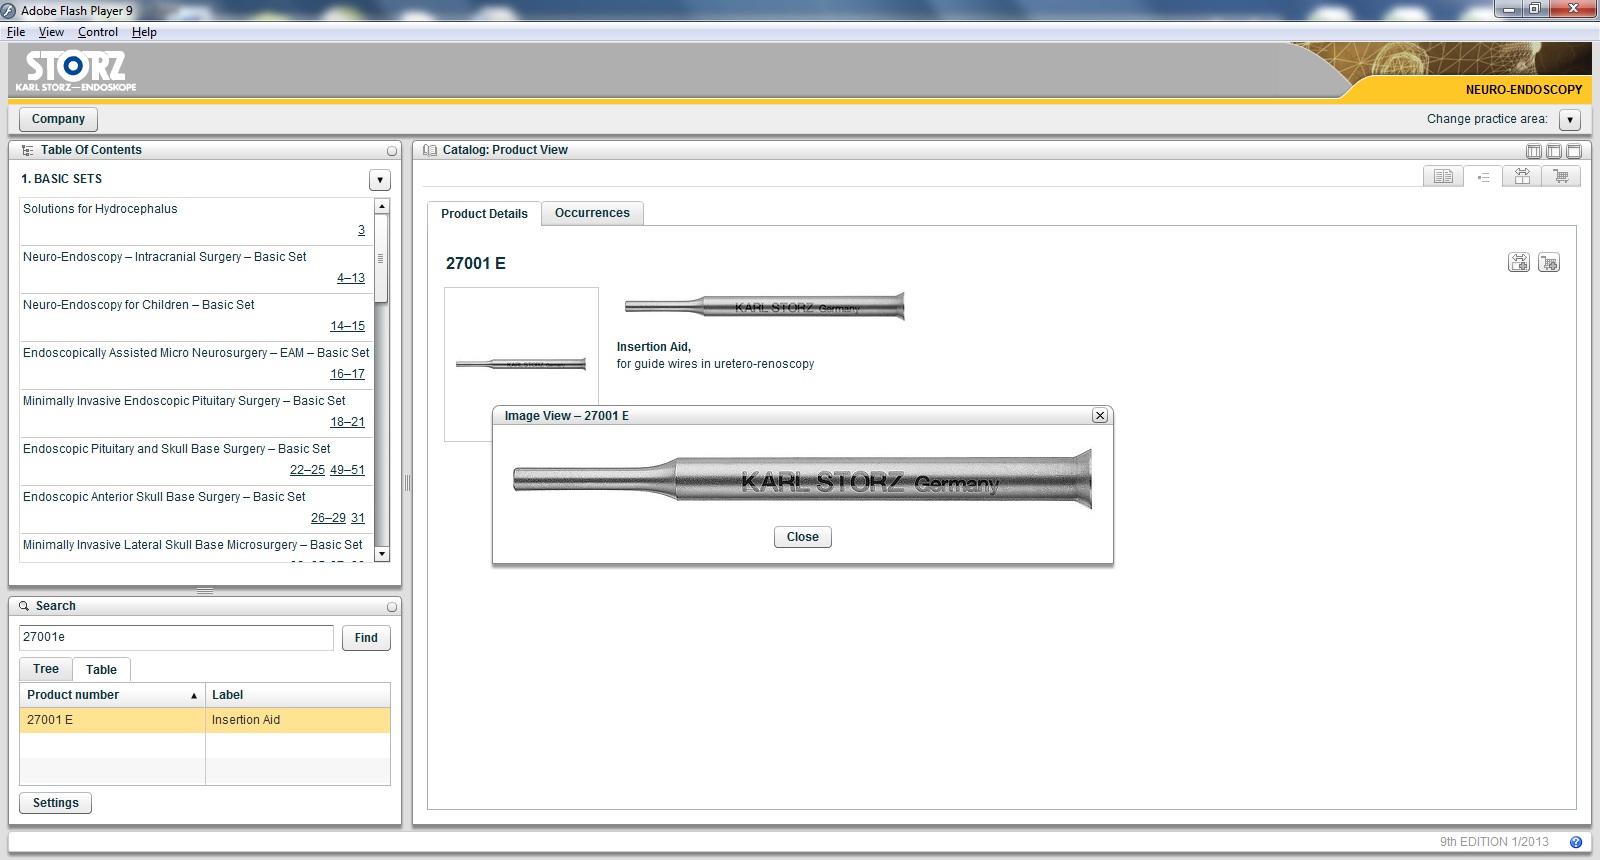 Adobe Flash Player 9
File View Control Help
STORZ
KARL STORZ—ENDOSKOPE
NEURO-ENDOSCOPY
Company
Change practice area:
Table Of Contents
1. BASIC SETS
Solutions for Hydrocephalus
3
Neuro-Endoscopy – Intracranial Surgery – Basic Set
4–13
Neuro-Endoscopy for Children – Basic Set
14–15
Endoscopically Assisted Micro Neurosurgery – EAM – Basic Set
16–17
Minimally Invasive Endoscopic Pituitary Surgery – Basic Set
18–21
Endoscopic Pituitary and Skull Base Surgery – Basic Set
22–25 49–51
Endoscopic Anterior Skull Base Surgery – Basic Set
26–29 31
Minimally Invasive Lateral Skull Base Microsurgery – Basic Set
Search
27001e
Find
Tree Table
Product number Label
27001 E Insertion Aid
Settings
Catalog: Product View
Product Details Occurrences
27001 E
KARL STORZ Germany
KARL STORZ Germany
Insertion Aid,
for guide wires in uretero-renoscopy
Image View – 27001 E
KARL STORZ Germany
Close
9th EDITION 1/2013